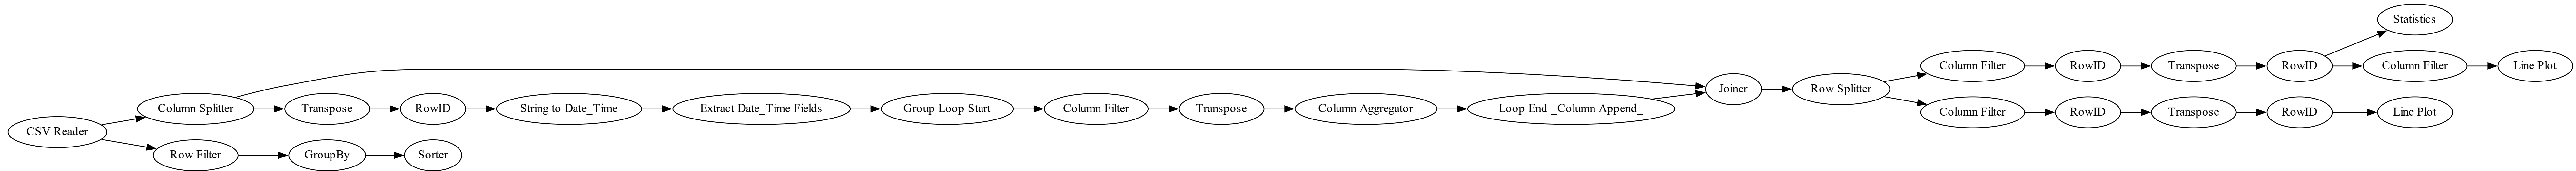 Statistics
Column Filter
RowID
Transpose
RowID
Column Filter
Line Plot
Column Splitter
Transpose
RowID
String to Date_Time
Extract Date_Time Fields
Group Loop Start
Column Filter
Transpose
Column Aggregator
Loop End _Column Append_
Joiner
Row Splitter
Column Filter
RowID
Transpose
RowID
Line Plot
CSV Reader
Row Filter
GroupBy
Sorter